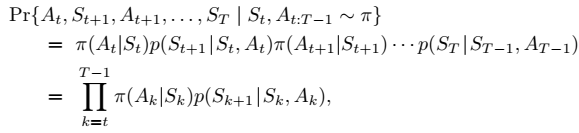 Pr{A_t, S_{t+1}, A_{t+1}, . . . , S_T | S_t, A_{t:T−1} ∼ π}
= π(A_t|S_t)p(S_{t+1}|S_t, A_t)π(A_{t+1}|S_{t+1}) · · · p(S_T|S_{T−1}, A_{T−1})
= ∏_{k=t}^{T−1} π(A_k|S_k)p(S_{k+1}|S_k, A_k),